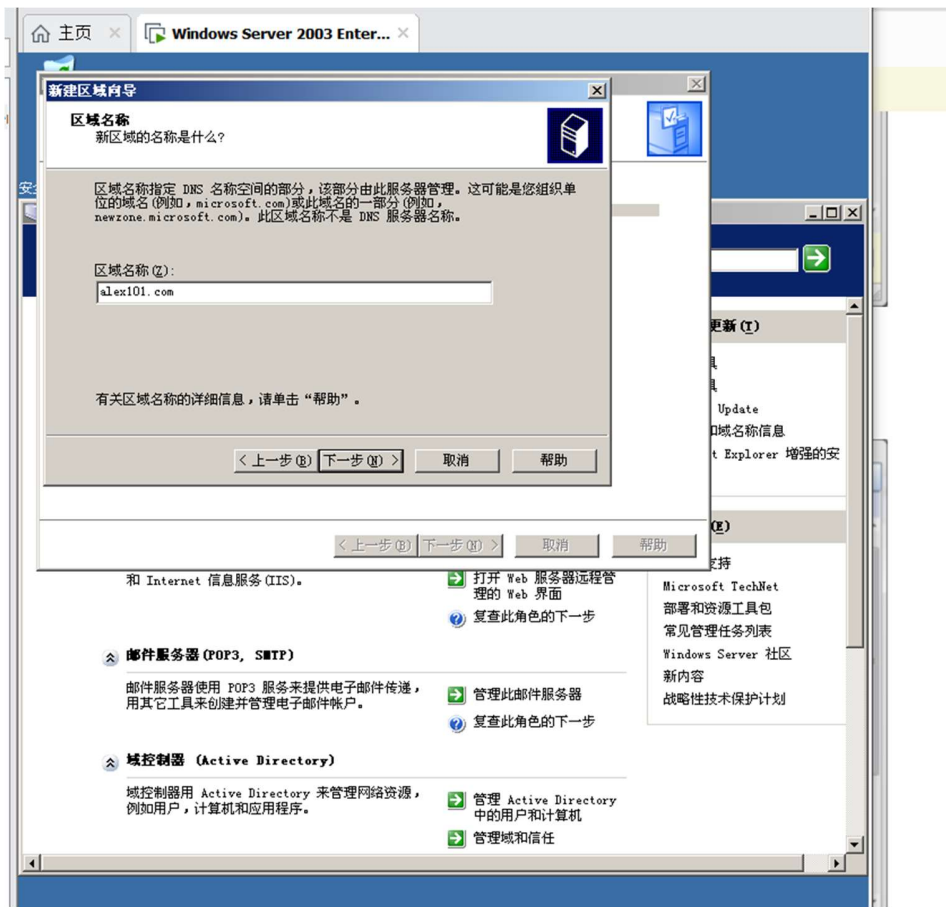 主页
Windows Server 2003 Enter...
新建区域向导
区域名称
新区域的名称是什么?
区域名称指定 DNS 名称空间的部分,该部分由此服务器管理。这可能是您组织单
位的域名(例如,microsoft.com)或此域名的一部分(例如,
newzone.microsoft.com)。此区域名称不是 DNS 服务器名称。
区域名称(Z):
alex101.com
有关区域名称的详细信息,请单击“帮助”。
< 上一步(B)
下一步(N) >
取消
帮助
< 上一步(B)
下一步(N) >
取消
帮助
更新(T)
具
具
Update
和域名称信息
t Explorer 增强的安
(E)
支持
Microsoft TechNet
部署和资源工具包
常见管理任务列表
Windows Server 社区
新内容
战略性技术保护计划
和 Internet 信息服务(IIS)。
打开 Web 服务器远程管
理的 Web 界面
复查此角色的下一步
邮件服务器(POP3, SMTP)
邮件服务器使用 POP3 服务来提供电子邮件传递,
用其它工具来创建并管理电子邮件帐户。
管理此邮件服务器
复查此角色的下一步
域控制器 (Active Directory)
域控制器用 Active Directory 来管理网络资源,
例如用户,计算机和应用程序。
管理 Active Directory
中的用户和计算机
管理域和信任